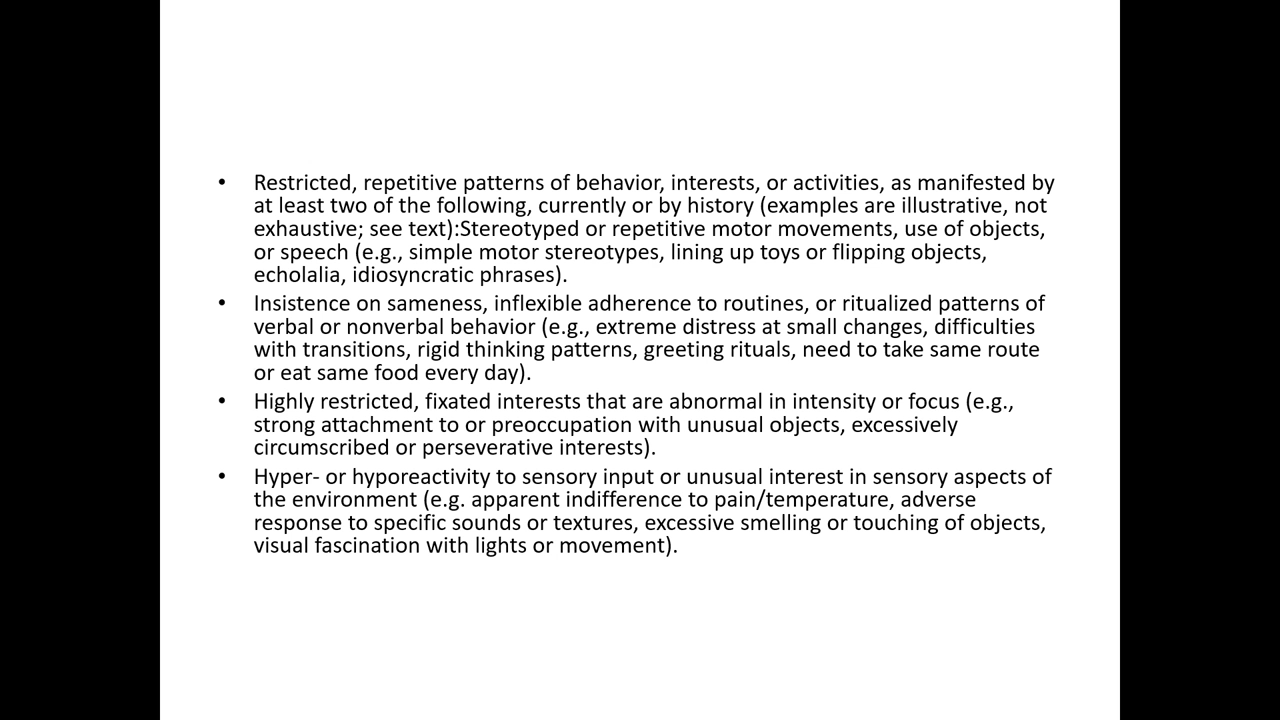 • Restricted, repetitive patterns of behavior, interests, or activities, as manifested by
at least two of the following, currently or by history (examples are illustrative, not
exhaustive; see text):Stereotyped or repetitive motor movements, use of objects,
or speech (e.g., simple motor stereotypes, lining up toys or flipping objects,
echolalia, idiosyncratic phrases).
• Insistence on sameness, inflexible adherence to routines, or ritualized patterns of
verbal or nonverbal behavior (e.g., extreme distress at small changes, difficulties
with transitions, rigid thinking patterns, greeting rituals, need to take same route
or eat same food every day).
• Highly restricted, fixated interests that are abnormal in intensity or focus (e.g.,
strong attachment to or preoccupation with unusual objects, excessively
circumscribed or perseverative interests).
• Hyper- or hyporeactivity to sensory input or unusual interest in sensory aspects of
the environment (e.g. apparent indifference to pain/temperature, adverse
response to specific sounds or textures, excessive smelling or touching of objects,
visual fascination with lights or movement).